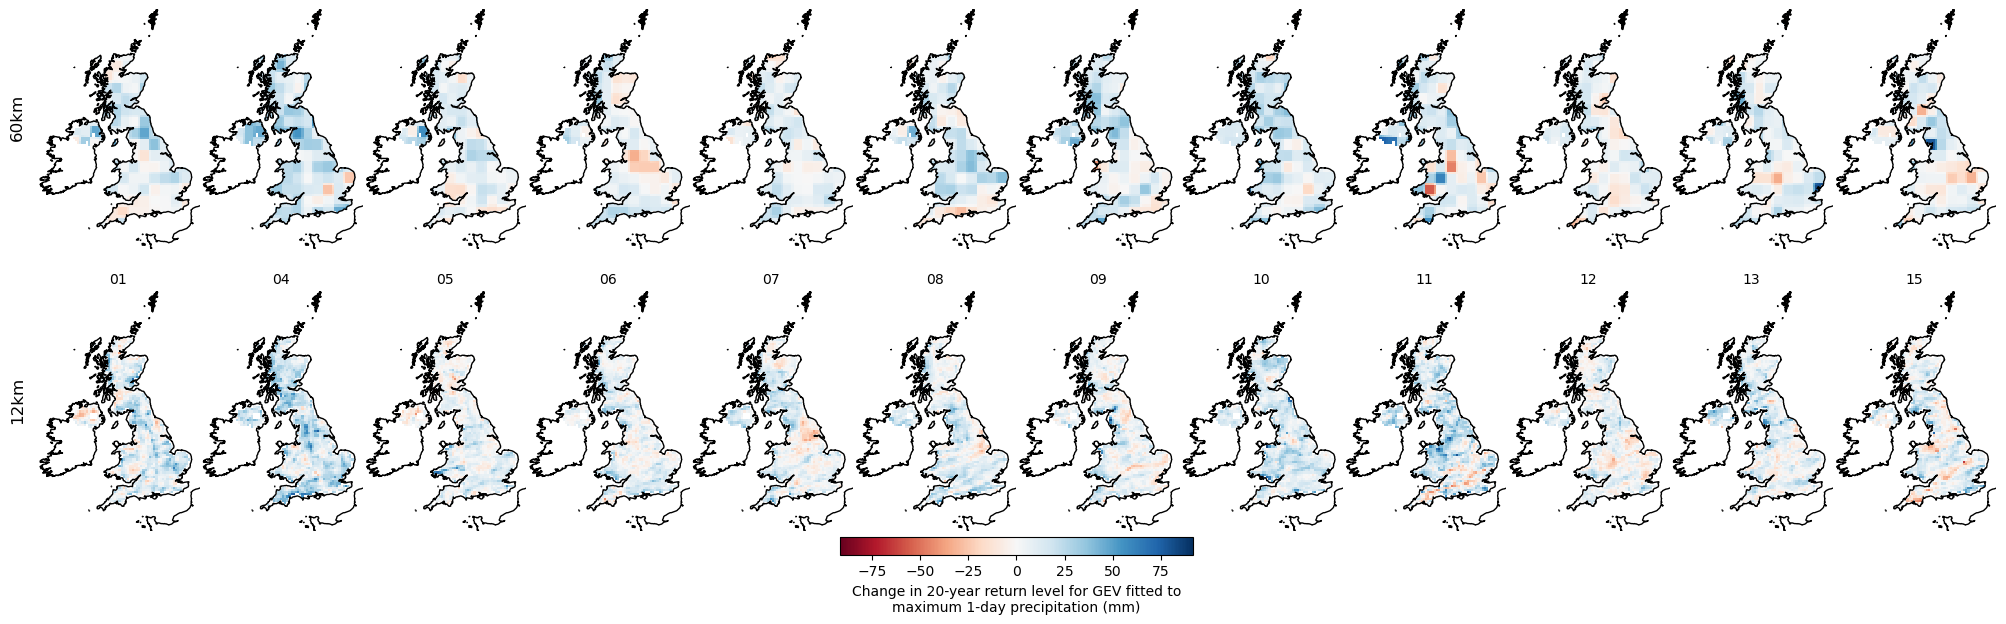 60km
01 04 05 06 07 08 09 10 11 12 13 15
12km
−75 −50 −25 0 25 50 75
Change in 20-year return level for GEV fitted to
maximum 1-day precipitation (mm)